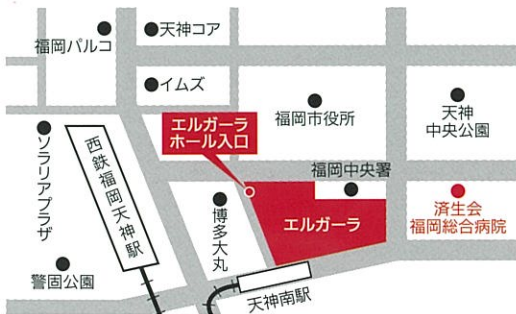 福岡パルコ
天神コア
イムズ
エルガーラ
ホール入口
福岡市役所
天神
中央公園
ソラリアプラザ
西鉄福岡天神駅
博多大丸
福岡中央署
エルガーラ
済生会
福岡総合病院
警固公園
天神南駅